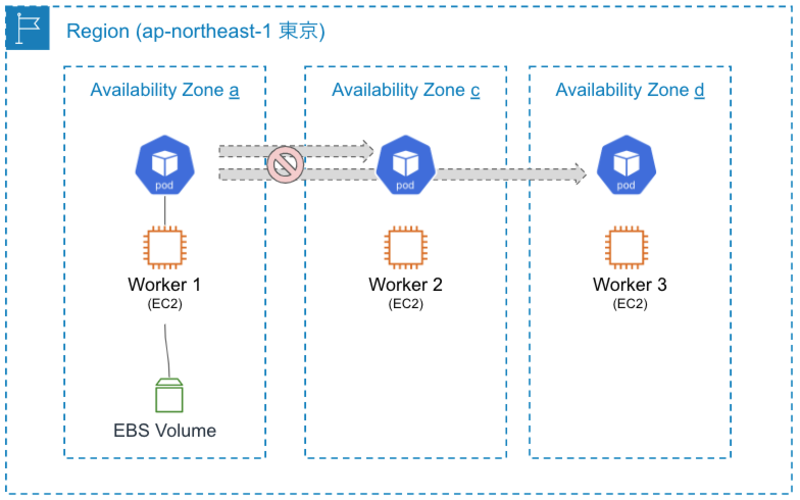 Region (ap-northeast-1 東京)
Availability Zone a
Availability Zone c
Availability Zone d
pod
pod
pod
Worker 1
(EC2)
Worker 2
(EC2)
Worker 3
(EC2)
EBS Volume